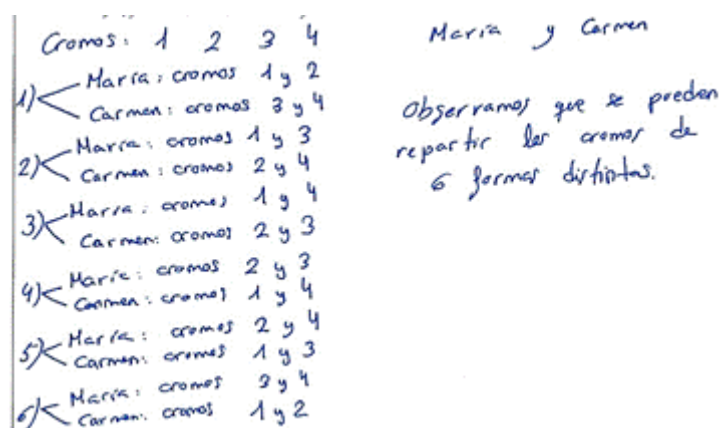 Cromos: 1 2 3 4
1) María: cromos 1 y 2
Carmen: cromos 3 y 4
2) María: cromos 1 y 3
Carmen: cromos 2 y 4
3) María: cromos 1 y 4
Carmen: cromos 2 y 3
4) María: cromos 2 y 3
Carmen: cromos 1 y 4
5) María: cromos 2 y 4
Carmen: cromos 1 y 3
6) María: cromos 3 y 4
Carmen: cromos 1 y 2
María y Carmen
Observamos que se pueden
repartir los cromos de
6 formas distintas.